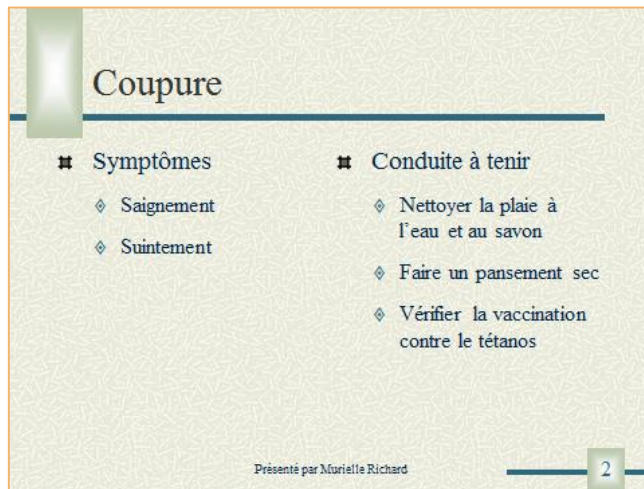 Coupure
Symptômes
Saignement
Suintement
Conduite à tenir
Nettoyer la plaie à
l'eau et au savon
Faire un pansement sec
Vérifier la vaccination
contre le tétanos
Présenté par Murielle Richard
2